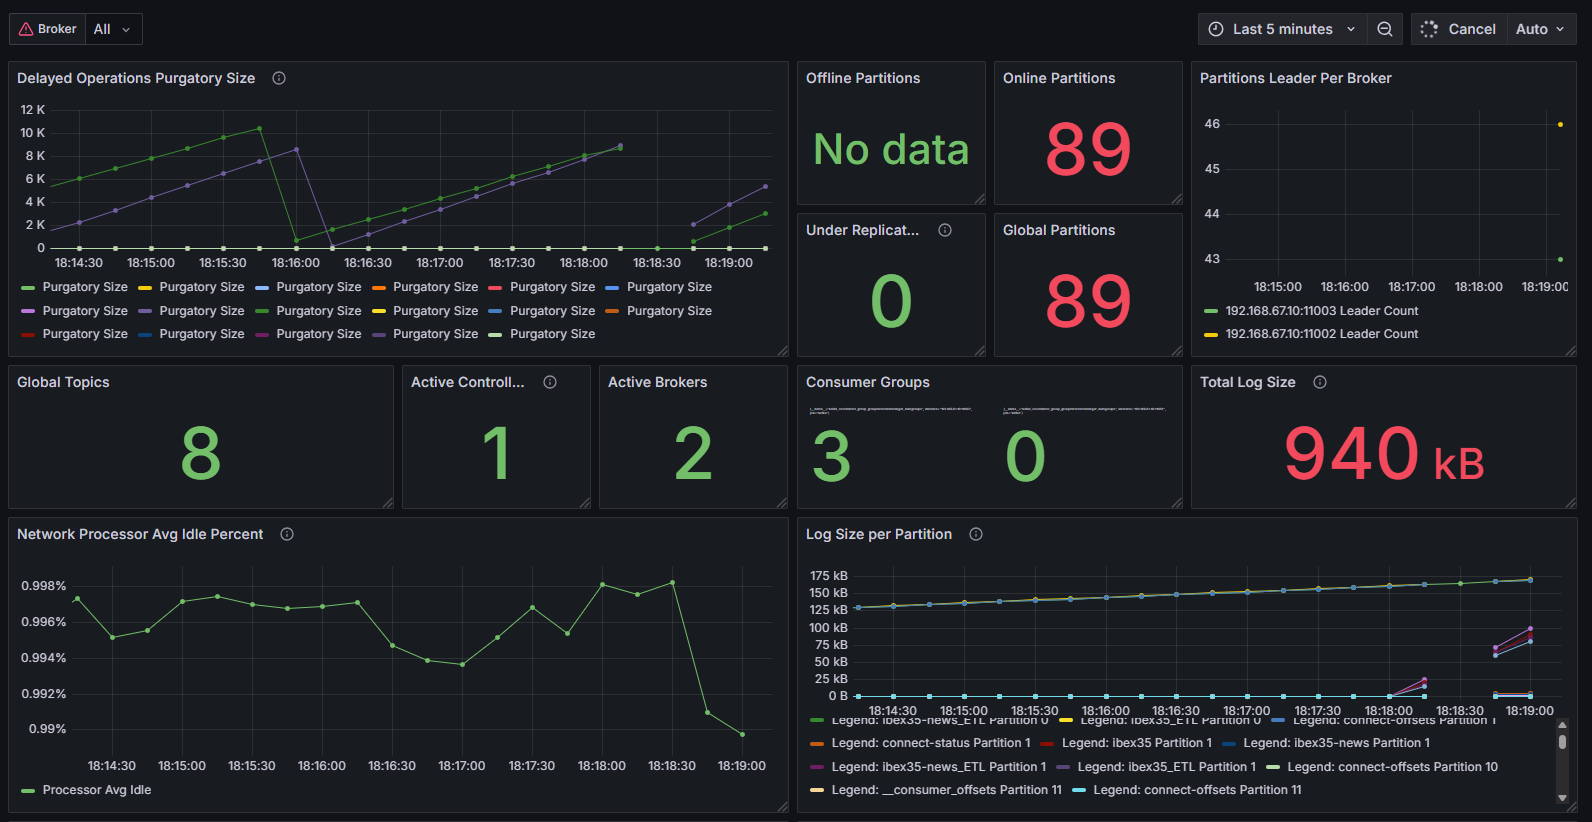 Broker All
Last 5 minutes Cancel Auto
Delayed Operations Purgatory Size
12 K
10 K
8 K
6 K
4 K
2 K
0
18:14:30 18:15:00 18:15:30 18:16:00 18:16:30 18:17:00 18:17:30 18:18:00 18:18:30 18:19:00
Purgatory Size Purgatory Size Purgatory Size Purgatory Size Purgatory Size Purgatory Size
Purgatory Size Purgatory Size Purgatory Size Purgatory Size Purgatory Size Purgatory Size
Purgatory Size Purgatory Size Purgatory Size Purgatory Size Purgatory Size
Offline Partitions
No data
Online Partitions
89
Under Replicat...
0
Global Partitions
89
Partitions Leader Per Broker
46
45
44
43
18:15:00 18:16:00 18:17:00 18:18:00 18:19:00
192.168.67.10:11003 Leader Count
192.168.67.10:11002 Leader Count
Global Topics
8
Active Controll...
1
Active Brokers
2
Consumer Groups
3 0
Total Log Size
940 kB
Network Processor Avg Idle Percent
0.998%
0.996%
0.994%
0.992%
0.99%
18:14:30 18:15:00 18:15:30 18:16:00 18:16:30 18:17:00 18:17:30 18:18:00 18:18:30 18:19:00
Processor Avg Idle
Log Size per Partition
175 kB
150 kB
125 kB
100 kB
75 kB
50 kB
25 kB
0 B
18:14:30 18:15:00 18:15:30 18:16:00 18:16:30 18:17:00 18:17:30 18:18:00 18:18:30 18:19:00
Legend: ibex35-news_ETL Partition 0 Legend: ibex35_ETL Partition 0 Legend: connect-offsets Partition 1
Legend: connect-status Partition 1 Legend: ibex35 Partition 1 Legend: ibex35-news Partition 1
Legend: ibex35-news_ETL Partition 1 Legend: ibex35_ETL Partition 1 Legend: connect-offsets Partition 10
Legend: __consumer_offsets Partition 11 Legend: connect-offsets Partition 11